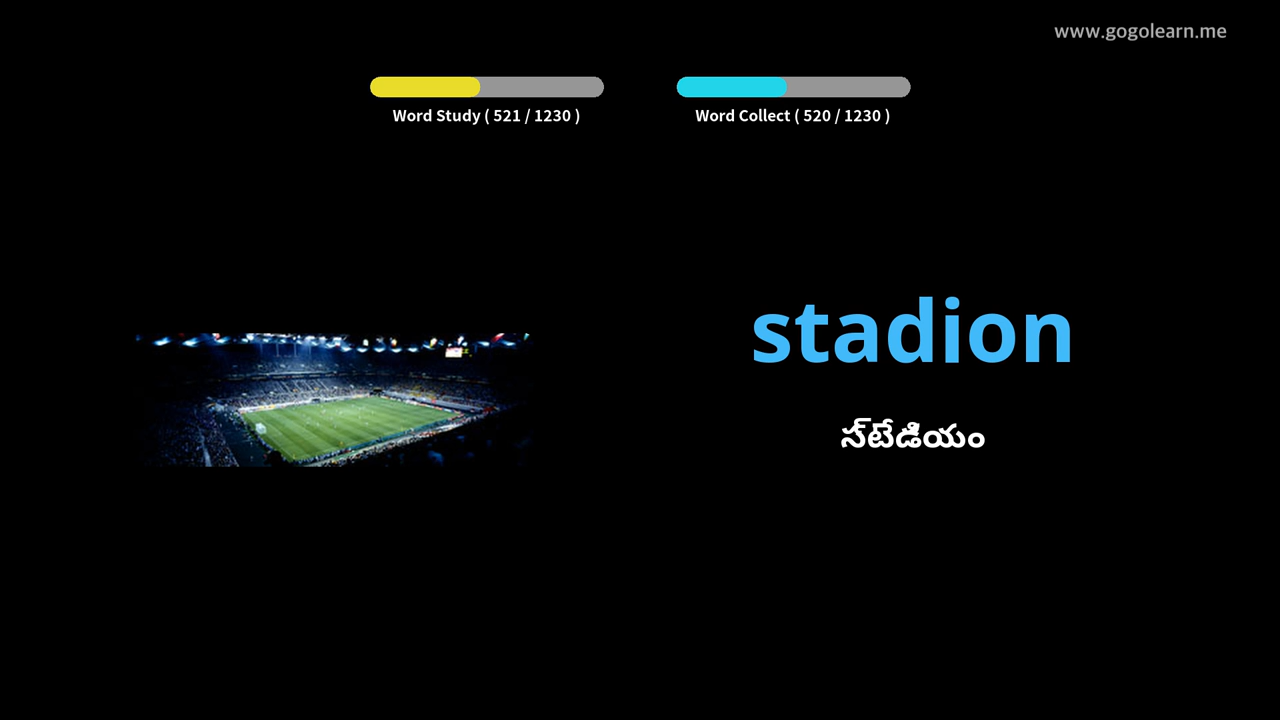 www.gogolearn.me
Word Study ( 521 / 1230 )
Word Collect ( 520 / 1230 )
stadion
స్‌టేడియం